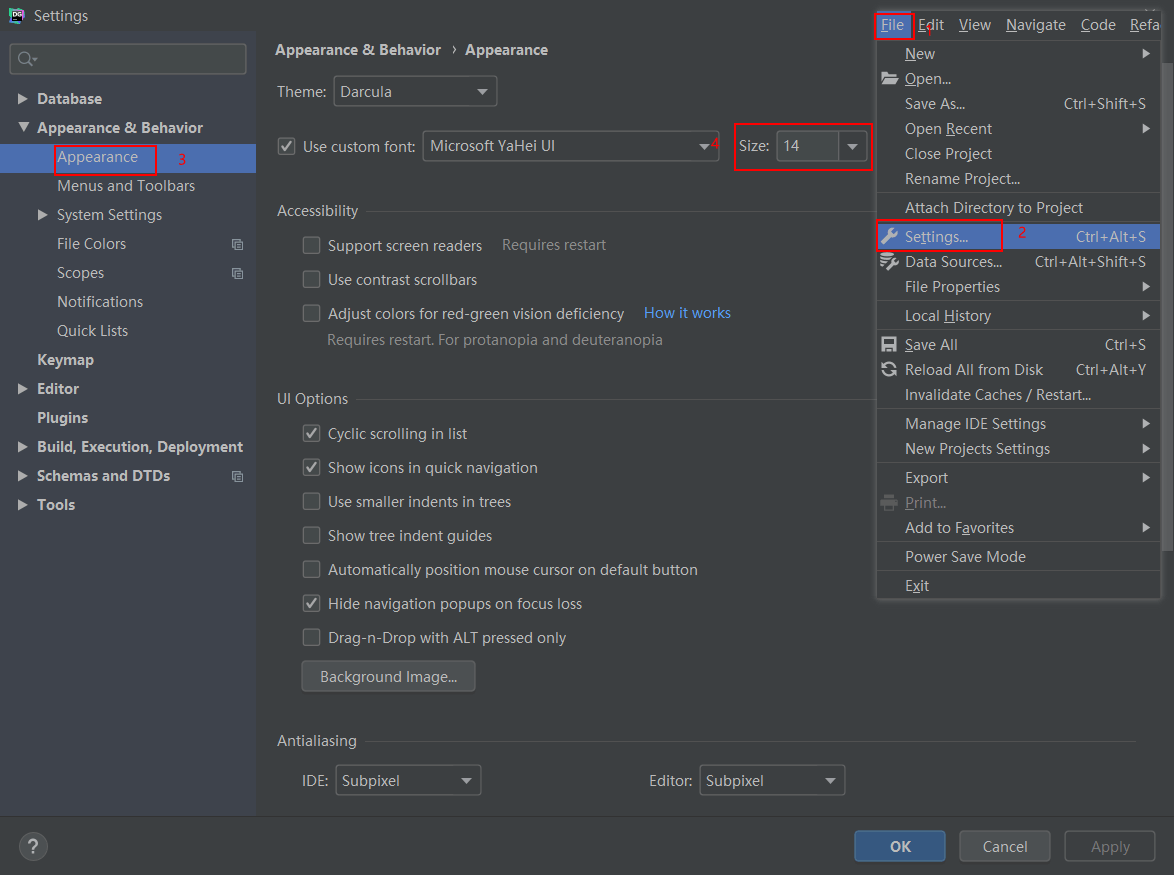 DG Settings
Database
Appearance & Behavior
Appearance 3
Menus and Toolbars
System Settings
File Colors
Scopes
Notifications
Quick Lists
Keymap
Editor
Plugins
Build, Execution, Deployment
Schemas and DTDs
Tools
Appearance & Behavior › Appearance
Theme: Darcula
Use custom font: Microsoft YaHei UI 4 Size: 14
Accessibility
Support screen readers Requires restart
Use contrast scrollbars
Adjust colors for red-green vision deficiency How it works
Requires restart. For protanopia and deuteranopia
UI Options
Cyclic scrolling in list
Show icons in quick navigation
Use smaller indents in trees
Show tree indent guides
Automatically position mouse cursor on default button
Hide navigation popups on focus loss
Drag-n-Drop with ALT pressed only
Background Image...
Antialiasing
IDE: Subpixel Editor: Subpixel
? OK Cancel Apply
File 1 Edit View Navigate Code Refa
New
Open...
Save As... Ctrl+Shift+S
Open Recent
Close Project
Rename Project...
Attach Directory to Project
Settings... 2 Ctrl+Alt+S
Data Sources... Ctrl+Alt+Shift+S
File Properties
Local History
Save All Ctrl+S
Reload All from Disk Ctrl+Alt+Y
Invalidate Caches / Restart...
Manage IDE Settings
New Projects Settings
Export
Print...
Add to Favorites
Power Save Mode
Exit